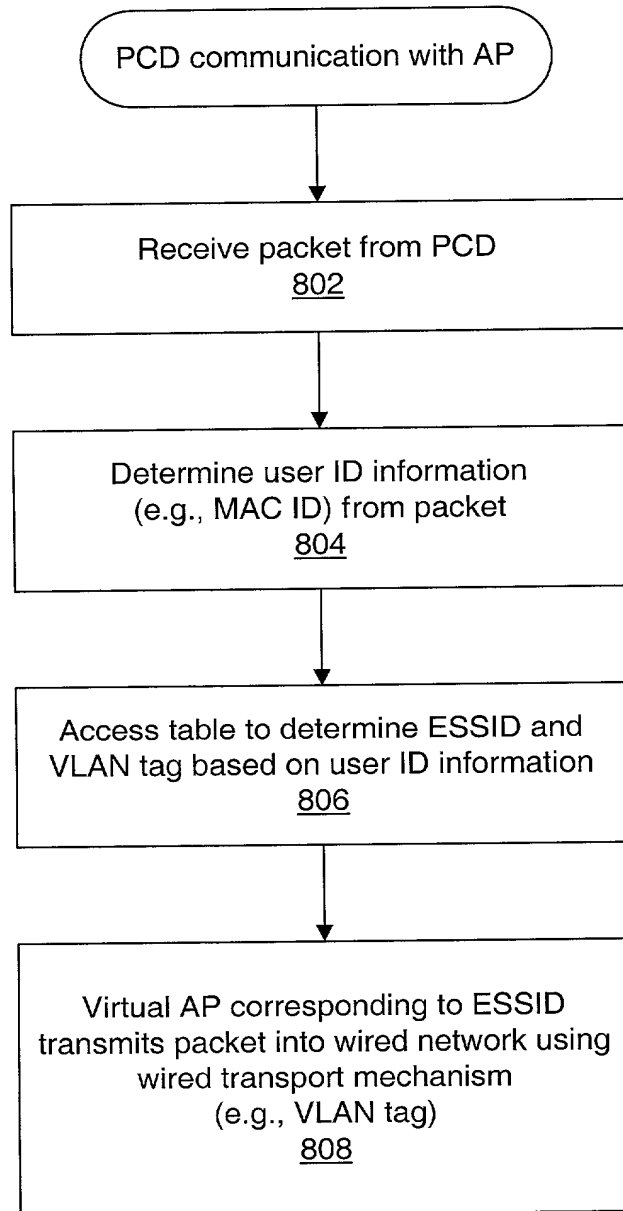 PCD communication with AP
Receive packet from PCD
802
Determine user ID information
(e.g., MAC ID) from packet
804
Access table to determine ESSID and
VLAN tag based on user ID information
806
Virtual AP corresponding to ESSID
transmits packet into wired network using
wired transport mechanism
(e.g., VLAN tag)
808